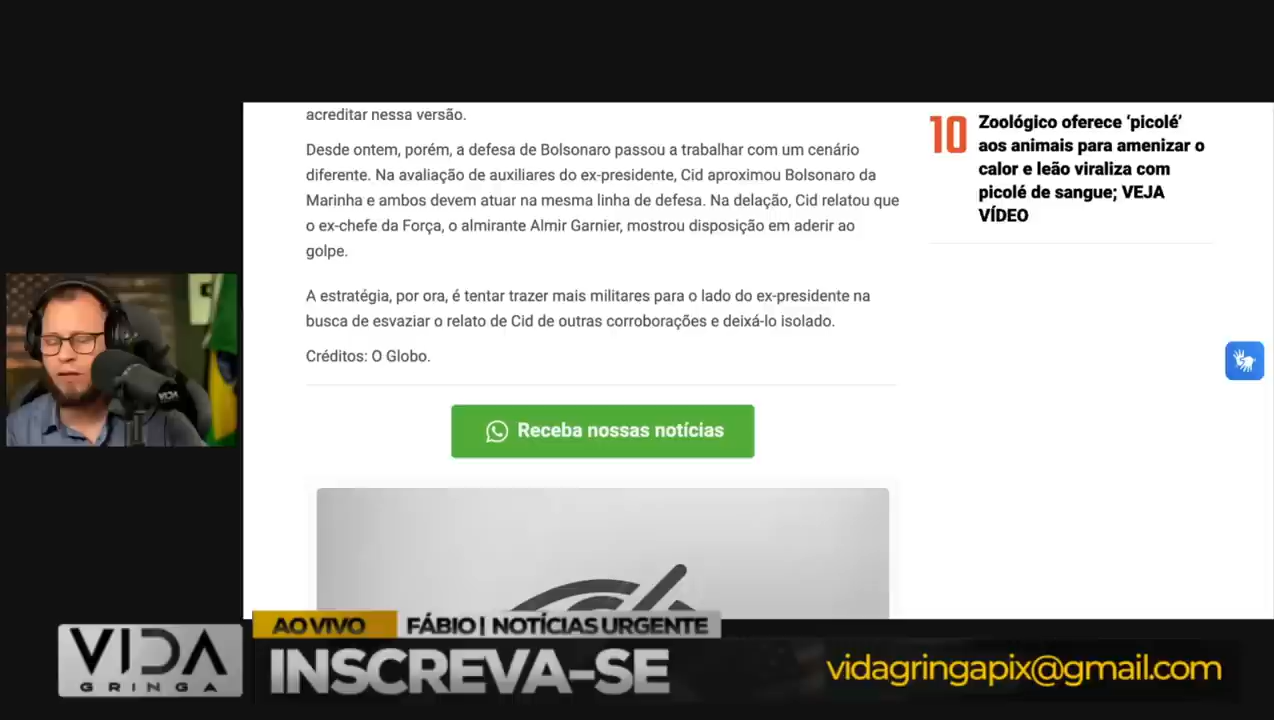 acreditar nessa versão.
Desde ontem, porém, a defesa de Bolsonaro passou a trabalhar com um cenário
diferente. Na avaliação de auxiliares do ex-presidente, Cid aproximou Bolsonaro da
Marinha e ambos devem atuar na mesma linha de defesa. Na delação, Cid relatou que
o ex-chefe da Força, o almirante Almir Garnier, mostrou disposição em aderir ao
golpe.
A estratégia, por ora, é tentar trazer mais militares para o lado do ex-presidente na
busca de esvaziar o relato de Cid de outras corroborações e deixá-lo isolado.
Créditos: O Globo.
Receba nossas notícias
10
Zoológico oferece ‘picolé’
aos animais para amenizar o
calor e leão viraliza com
picolé de sangue; VEJA
VÍDEO
VIDA
VIDA
GRINGA
AO VIVO
FÁBIO | NOTÍCIAS URGENTE
INSCREVA-SE
vidagringapix@gmail.com